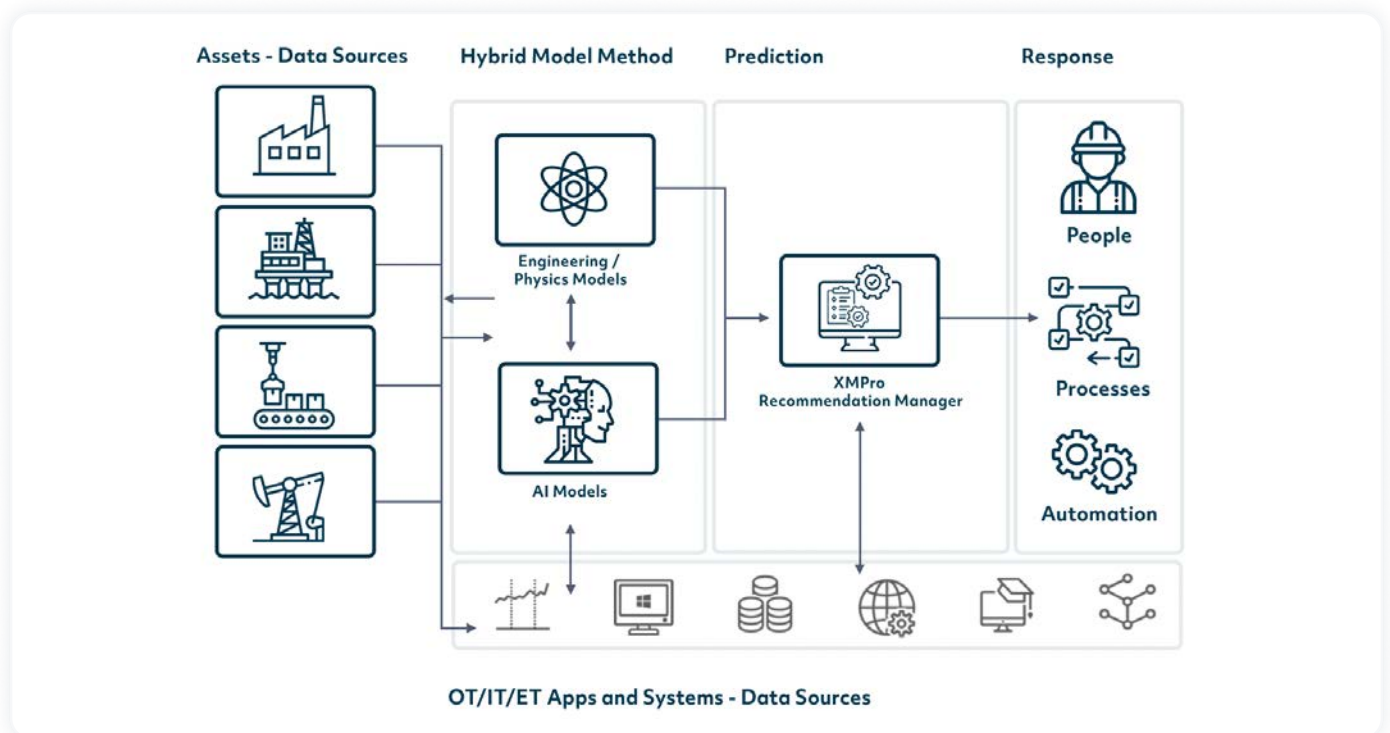 Assets - Data Sources
Hybrid Model Method
Prediction
Response
Engineering /
Physics Models
AI Models
XMPro
Recommendation Manager
People
Processes
Automation
OT/IT/ET Apps and Systems - Data Sources